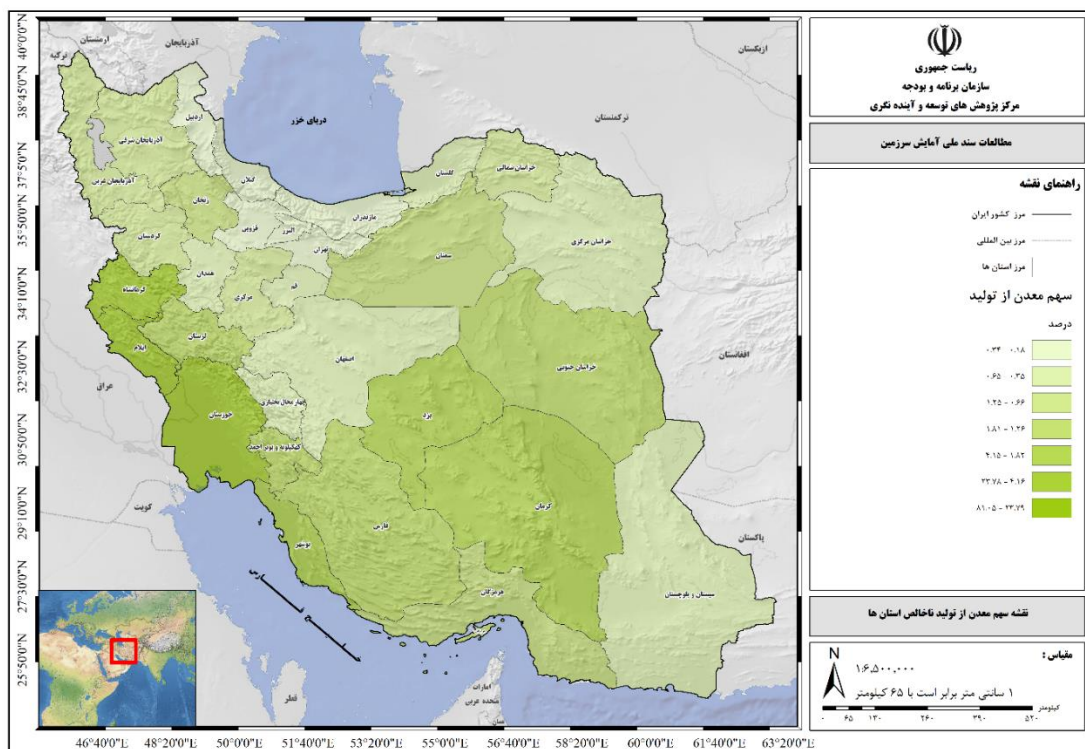 ریاست جمهوری
سازمان برنامه و بودجه
مرکز پژوهش های توسعه و آینده نگری
مطالعات سند ملی آمایش سرزمین
راهنمای نقشه
مرز کشور ایران
مرز بین المللی
مرز استان ها
سهم معدن از تولید
درصد
۰.۱۸ - ۰.۳۴
۰.۳۵ - ۰.۶۵
۰.۶۶ - ۱.۲۵
۱.۲۶ - ۱.۸۱
۱.۸۲ - ۴.۱۵
۴.۱۶ - ۲۳.۷۸
۲۳.۷۹ - ۸۱.۰۵
نقشه سهم معدن از تولید ناخالص استان ها
مقیاس :
N
۱:۶,۵۰۰,۰۰۰
۱ سانتی متر برابر است با ۶۵ کیلومتر
کیلومتر
۰ ۶۵ ۱۳۰ ۲۶۰ ۳۹۰ ۵۲۰
ارمنستان
آذربایجان
ترکیه
ازبکستان
ترکمنستان
دریای خزر
اردبیل
آذربایجان شرقی
آذربایجان غربی
گیلان
زنجان
گلستان
خراسان شمالی
مازندران
قزوین
البرز
تهران
سمنان
خراسان مرکزی
کردستان
همدان
قم
مرکزی
کرمانشاه
لرستان
ایلام
اصفهان
خراسان جنوبی
افغانستان
عراق
خوزستان
چهار محال بختیاری
یزد
کهگیلویه و بویر احمد
کرمان
فارس
بوشهر
کویت
پاکستان
هرمزگان
سیستان و بلوچستان
قطر
امارات
متحده عربی
عمان
40°0'0"N
38°45'0"N
37°5'0"N
35°50'0"N
34°10'0"N
32°30'0"N
30°50'0"N
29°10'0"N
27°30'0"N
25°50'0"N
46°40'0"E
48°20'0"E
50°0'0"E
51°40'0"E
53°20'0"E
55°0'0"E
56°40'0"E
58°20'0"E
60°0'0"E
61°40'0"E
63°20'0"E